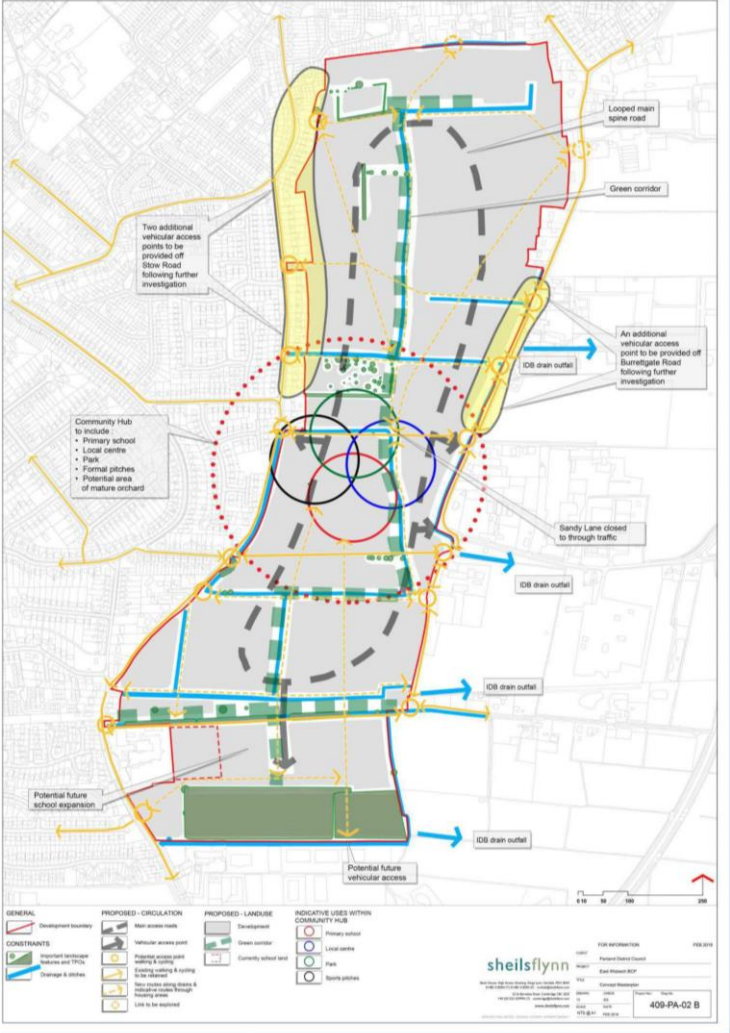 Looped main
spine road
Green corridor
Two additional
vehicular access
points to be
provided off
Stow Road
following further
investigation
An additional
vehicular access
point to be provided off
Burrettgate Road
following further
investigation
IDB drain outfall
Community Hub
to include :
• Primary school
• Local centre
• Park
• Formal pitches
• Potential area
of mature orchard
Sandy Lane closed
to through traffic
IDB drain outfall
IDB drain outfall
Potential future
school expansion
IDB drain outfall
Potential future
vehicular access
0 10 50 100 250
GENERAL
Development boundary
CONSTRAINTS
Important landscape
features and TPOs
Drainage & ditches
PROPOSED - CIRCULATION
Main access roads
Vehicular access point
Potential access point
walking & cycling
Existing walking & cycling
to be retained
New routes along drains &
indicative routes through
housing areas
Link to be explored
PROPOSED - LANDUSE
Development
Green corridor
Currently school land
INDICATIVE USES WITHIN
COMMUNITY HUB
Primary school
Local centre
Park
Sports pitches
sheilsflynn
FOR INFORMATION FEB 2014
CLIENT
Fenland District Council
PROJECT
East Wisbech BCP
TITLE
Concept Masterplan
409-PA-02 B